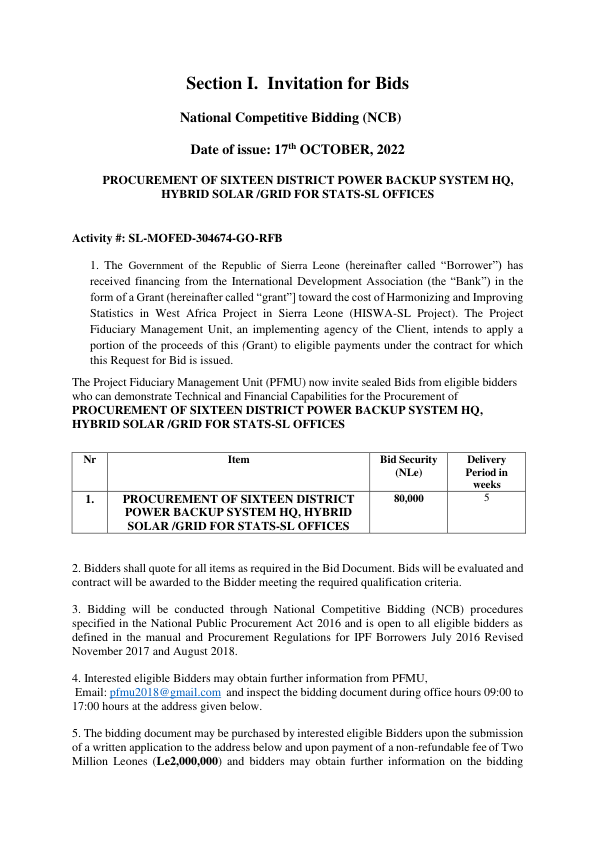 Section I. Invitation for Bids
National Competitive Bidding (NCB)
Date of issue: 17th OCTOBER, 2022
PROCUREMENT OF SIXTEEN DISTRICT POWER BACKUP SYSTEM HQ,
HYBRID SOLAR /GRID FOR STATS-SL OFFICES
Activity #: SL-MOFED-304674-GO-RFB
1. The Government of the Republic of Sierra Leone (hereinafter called “Borrower”) has
received financing from the International Development Association (the “Bank”) in the
form of a Grant (hereinafter called “grant”] toward the cost of Harmonizing and Improving
Statistics in West Africa Project in Sierra Leone (HISWA-SL Project). The Project
Fiduciary Management Unit, an implementing agency of the Client, intends to apply a
portion of the proceeds of this (Grant) to eligible payments under the contract for which
this Request for Bid is issued.
The Project Fiduciary Management Unit (PFMU) now invite sealed Bids from eligible bidders
who can demonstrate Technical and Financial Capabilities for the Procurement of
PROCUREMENT OF SIXTEEN DISTRICT POWER BACKUP SYSTEM HQ,
HYBRID SOLAR /GRID FOR STATS-SL OFFICES
Nr Item Bid Security Delivery
(NLe) Period in
weeks
1. PROCUREMENT OF SIXTEEN DISTRICT 80,000 5
POWER BACKUP SYSTEM HQ, HYBRID
SOLAR /GRID FOR STATS-SL OFFICES
2. Bidders shall quote for all items as required in the Bid Document. Bids will be evaluated and
contract will be awarded to the Bidder meeting the required qualification criteria.
3. Bidding will be conducted through National Competitive Bidding (NCB) procedures
specified in the National Public Procurement Act 2016 and is open to all eligible bidders as
defined in the manual and Procurement Regulations for IPF Borrowers July 2016 Revised
November 2017 and August 2018.
4. Interested eligible Bidders may obtain further information from PFMU,
Email: pfmu2018@gmail.com and inspect the bidding document during office hours 09:00 to
17:00 hours at the address given below.
5. The bidding document may be purchased by interested eligible Bidders upon the submission
of a written application to the address below and upon payment of a non-refundable fee of Two
Million Leones (Le2,000,000) and bidders may obtain further information on the bidding